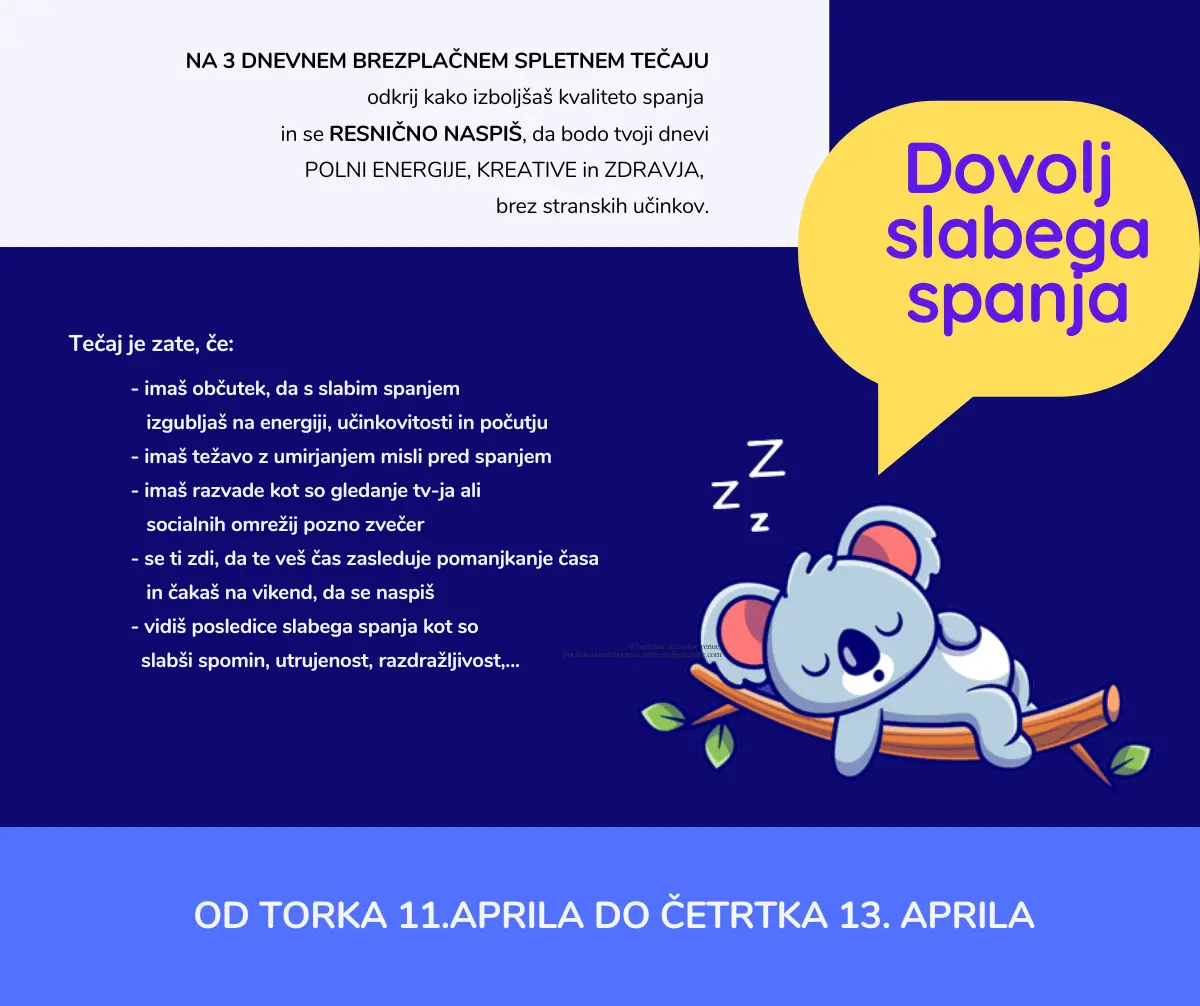 NA 3 DNEVNEM BREZPLAČNEM SPLETNEM TEČAJU
odkrij kako izboljšaš kvaliteto spanja
in se RESNIČNO NASPIŠ, da bodo tvoji dnevi
POLNI ENERGIJE, KREATIVE in ZDRAVJA,
brez stranskih učinkov.
Dovolj
slabega
spanja
Tečaj je zate, če:
- imaš občutek, da s slabim spanjem
izgubljaš na energiji, učinkovitosti in počutju
- imaš težavo z umirjanjem misli pred spanjem
- imaš razvade kot so gledanje tv-ja ali
socialnih omrežij pozno zvečer
- se ti zdi, da te veš čas zasleduje pomanjkanje časa
in čakaš na vikend, da se naspiš
- vidiš posledice slabega spanja kot so
slabši spomin, utrujenost, razdražljivost,...
Z
Z
z
OD TORKA 11.APRILA DO ČETRTKA 13. APRILA